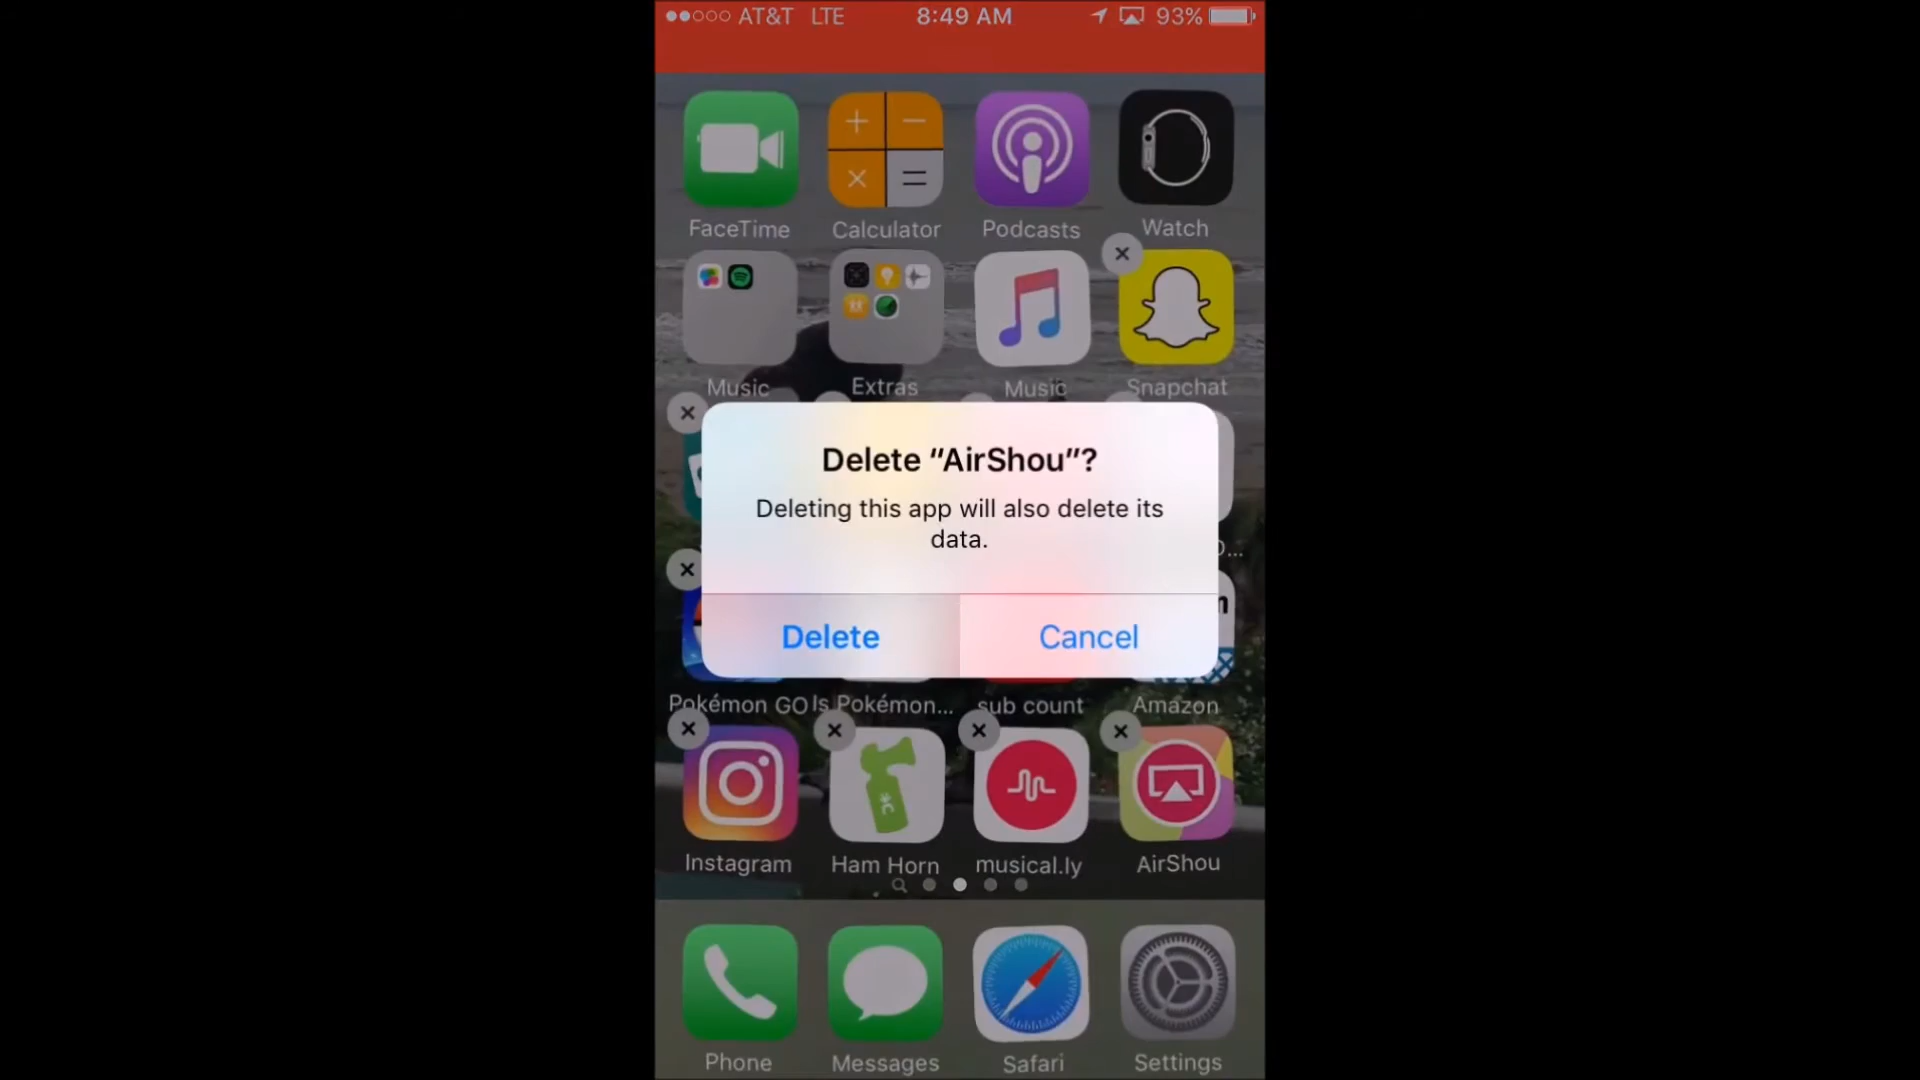 AT&T LTE 8:49 AM 93%
FaceTime Calculator Podcasts Watch
Music Extras Music Snapchat
Delete “AirShou”?
Deleting this app will also delete its
data.
Delete Cancel
Pokémon GO Is Pokémon... sub count Amazon
Instagram Ham Horn musical.ly AirShou
Phone Messages Safari Settings